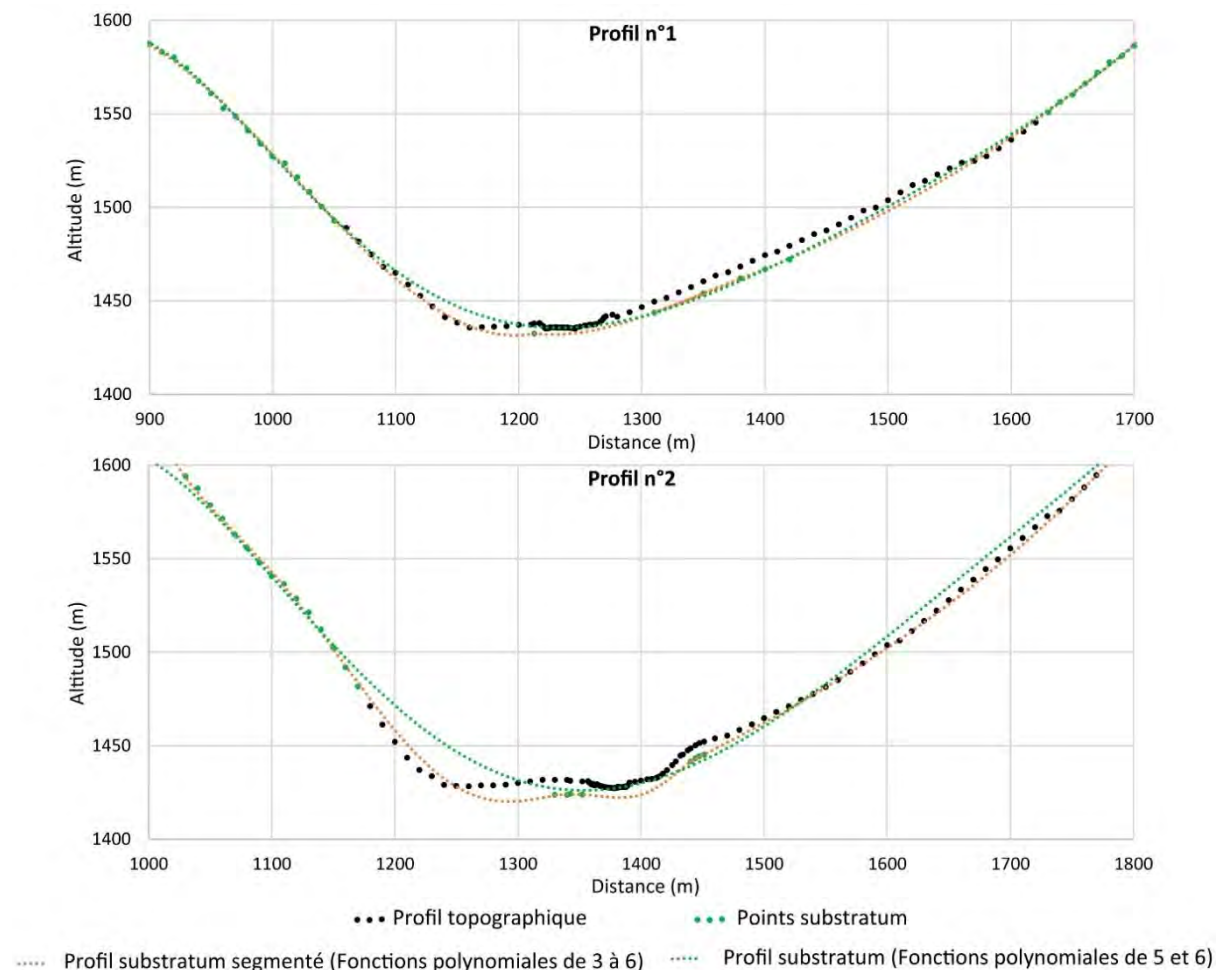 Profil n°1
Altitude (m)
1600
1550
1500
1450
1400
900 1000 1100 1200 1300 1400 1500 1600 1700
Distance (m)
Profil n°2
Altitude (m)
1600
1550
1500
1450
1400
1000 1100 1200 1300 1400 1500 1600 1700 1800
Distance (m)
Profil topographique Points substratum
Profil substratum segmenté (Fonctions polynomiales de 3 à 6) Profil substratum (Fonctions polynomiales de 5 et 6)